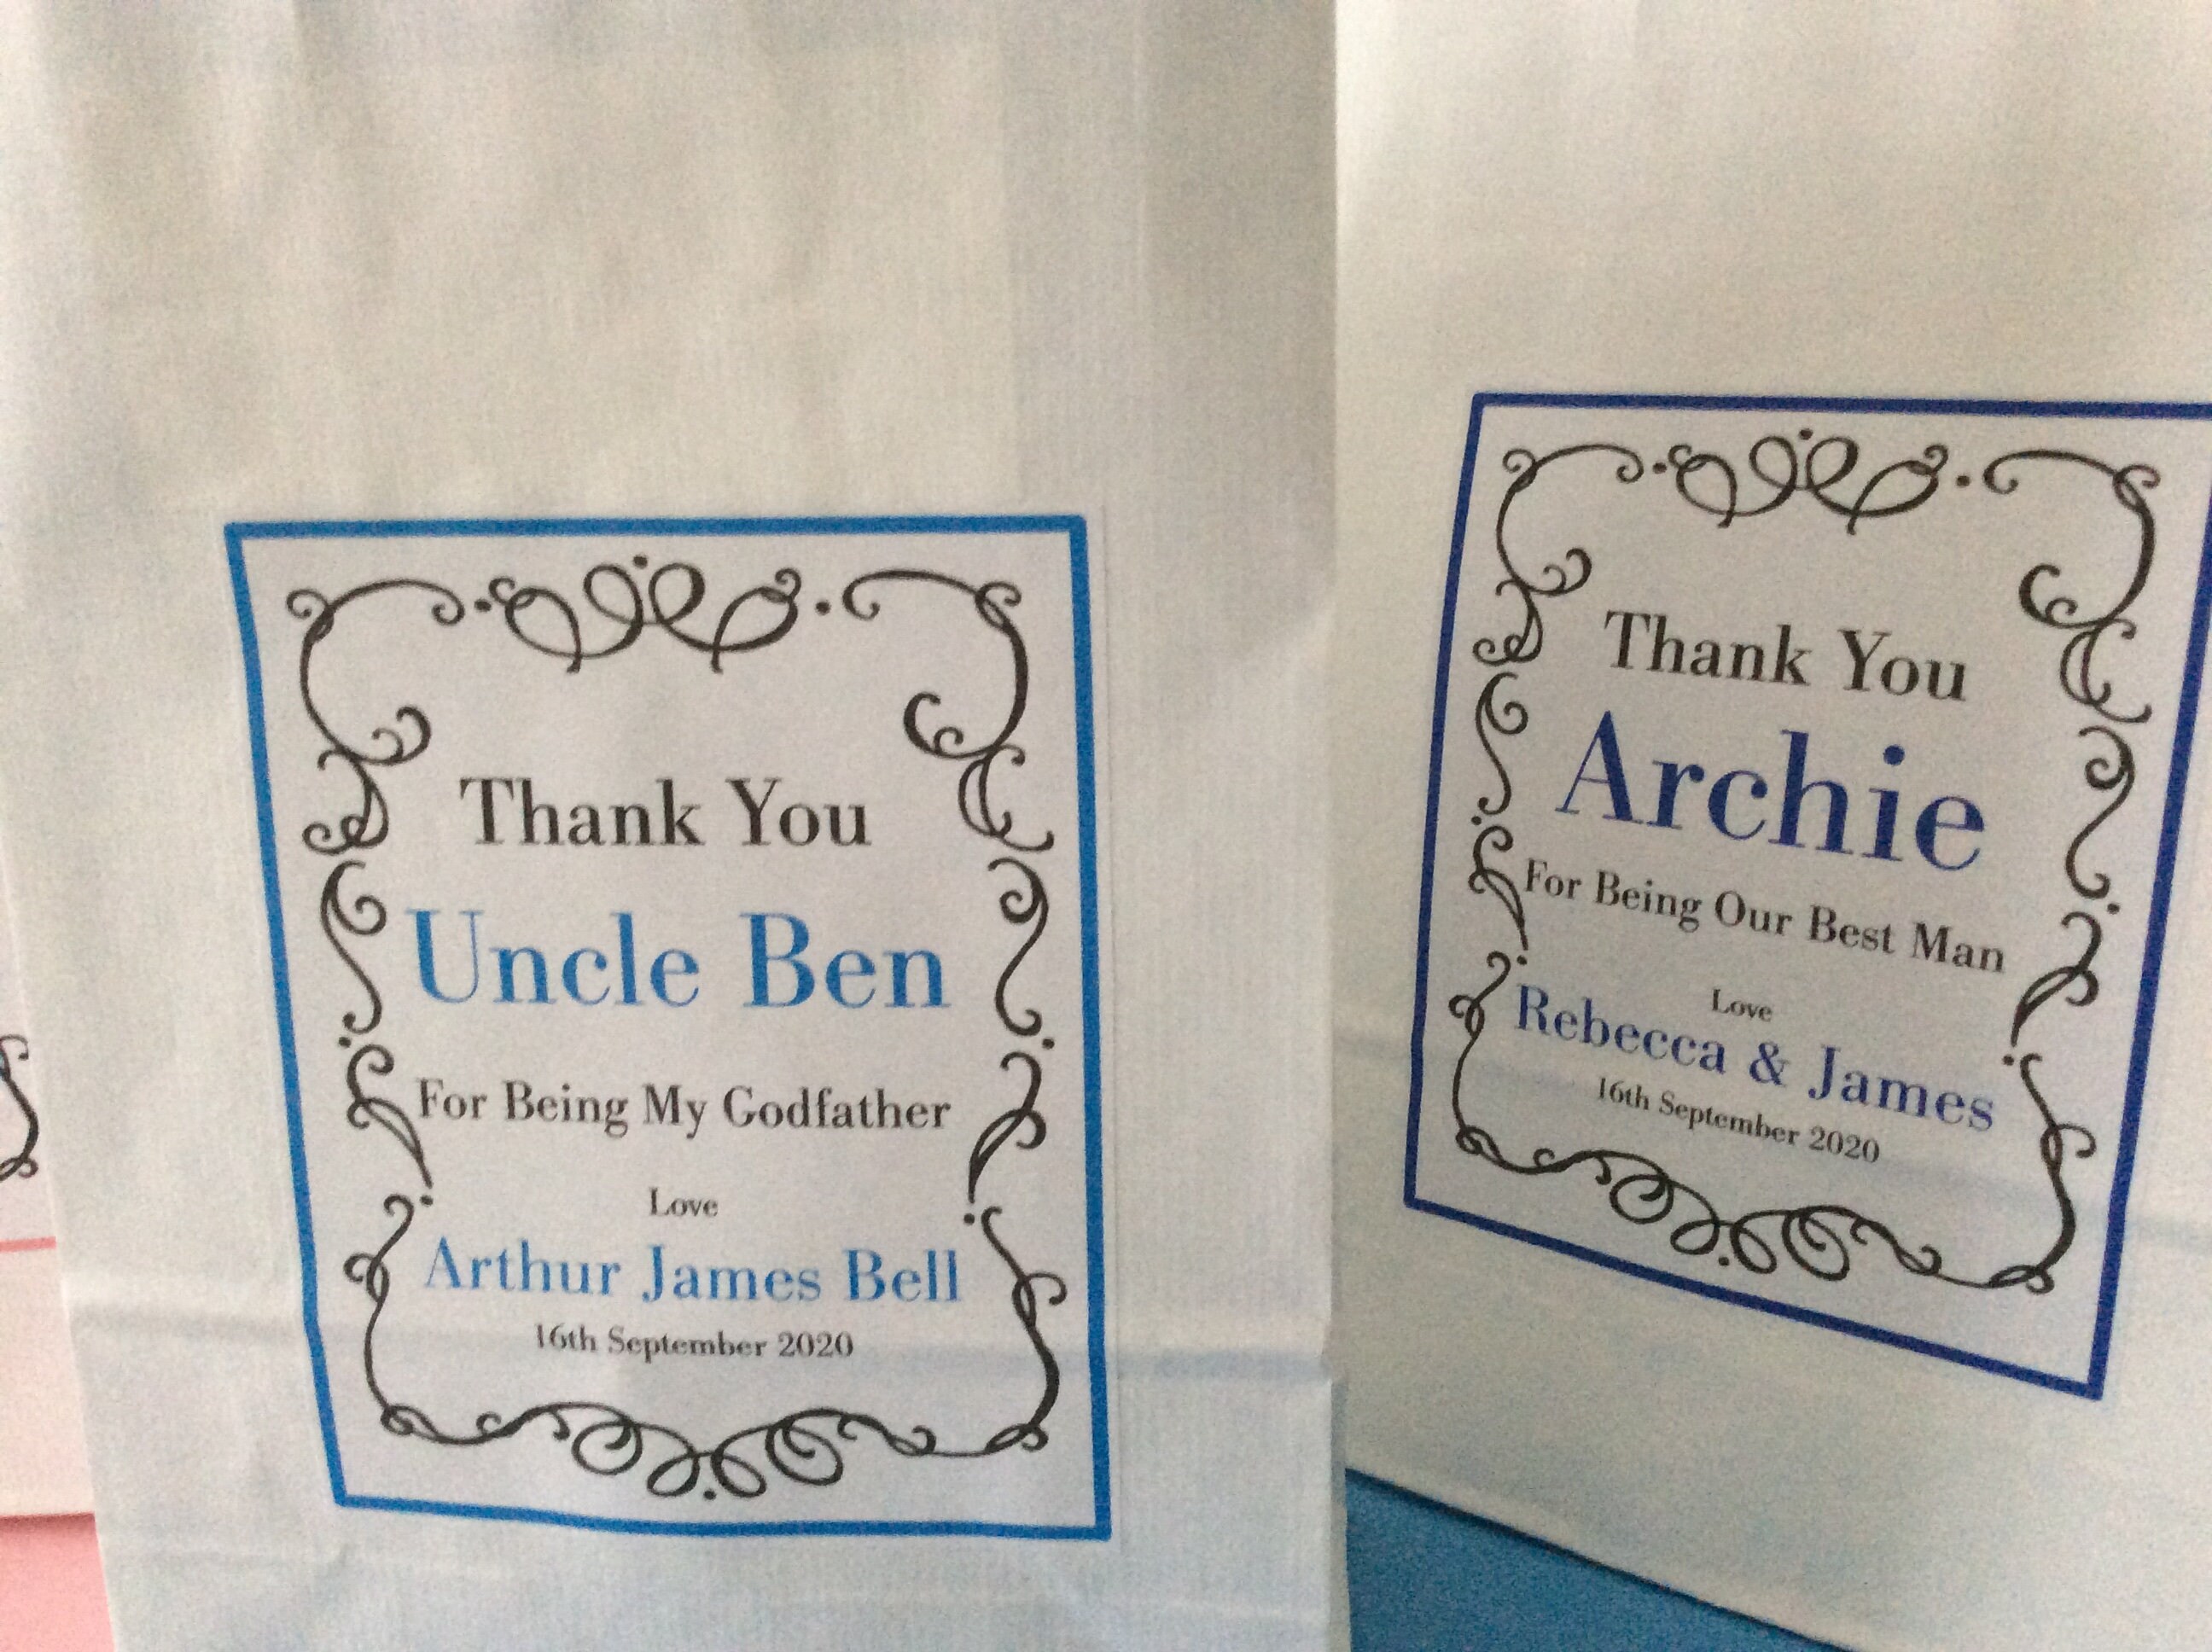 Thank You
Uncle Ben
For Being My Godfather
Love
Arthur James Bell
16th September 2020
Thank You
Archie
For Being Our Best Man
Love
Rebecca & James
16th September 2020